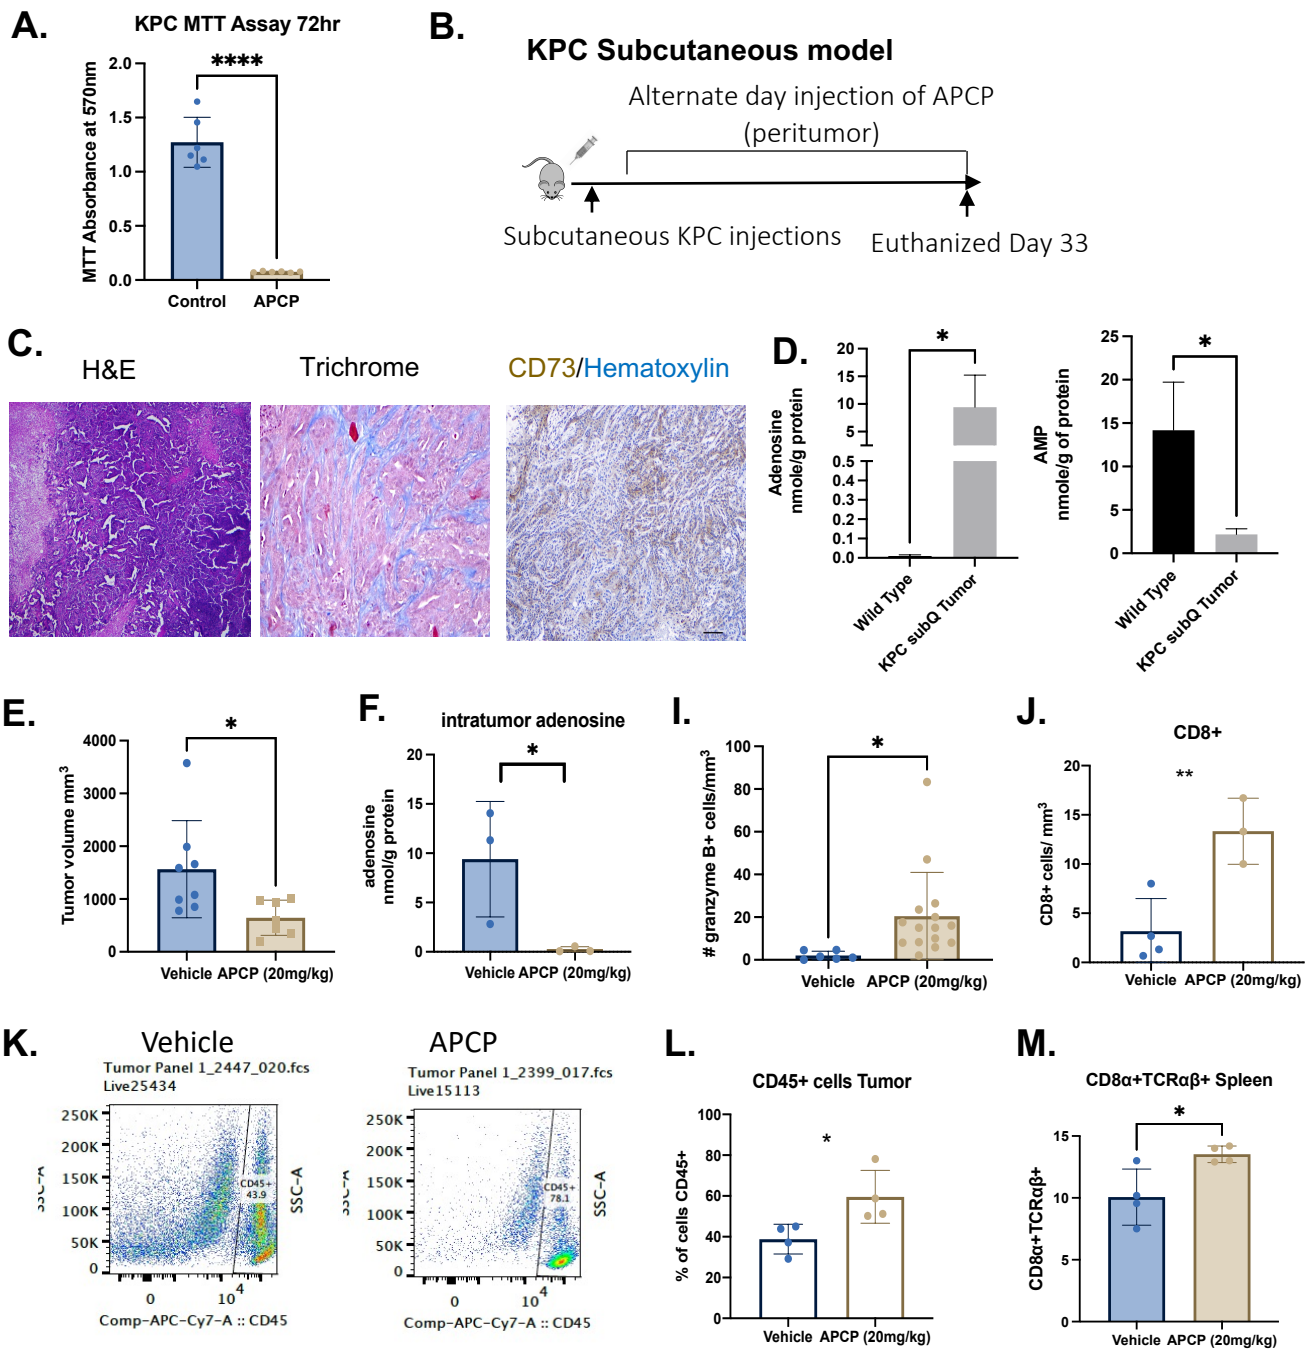 A.
KPC MTT Assay 72hr
MTT Absorbance at 570nm
2.0
1.5
1.0
0.5
0.0
****
Control
APCP
B.
KPC Subcutaneous model
Alternate day injection of APCP
(peritumor)
Subcutaneous KPC injections
Euthanized Day 33
C.
H&E
Trichrome
CD73/Hematoxylin
D.
Adenosine
nmole/g protein
20
15
10
5
0.5
0.4
0.3
0.2
0.1
0.0
*
Wild Type
KPC subQ Tumor
AMP
nmole/g of protein
25
20
15
10
5
0
*
Wild Type
KPC subQ Tumor
E.
Tumor volume mm³
4000
3000
2000
1000
0
*
Vehicle
APCP (20mg/kg)
F.
intratumor adenosine
adenosine
nmol/g protein
20
15
10
5
0
*
Vehicle
APCP (20mg/kg)
I.
# granzyme B+ cells/mm³
100
80
60
40
20
0
*
Vehicle
APCP (20mg/kg)
J.
CD8+
CD8+ cells/ mm³
20
15
10
5
0
**
Vehicle
APCP (20mg/kg)
K.
Vehicle
Tumor Panel 1_2447_020.fcs
Live25434
SSC-A
250K
200K
150K
100K
50K
0
CD45+
43.9
0
10⁴
Comp-APC-Cy7-A :: CD45
SSC-A
APCP
Tumor Panel 1_2399_017.fcs
Live15113
SSC-A
250K
200K
150K
100K
50K
0
CD45+
78.1
0
10⁴
Comp-APC-Cy7-A :: CD45
SSC-A
L.
CD45+ cells Tumor
% of cells CD45+
100
80
60
40
20
0
*
Vehicle
APCP (20mg/kg)
M.
CD8α+TCRαβ+ Spleen
CD8α+TCRαβ+
15
10
5
0
*
Vehicle
APCP (20mg/kg)